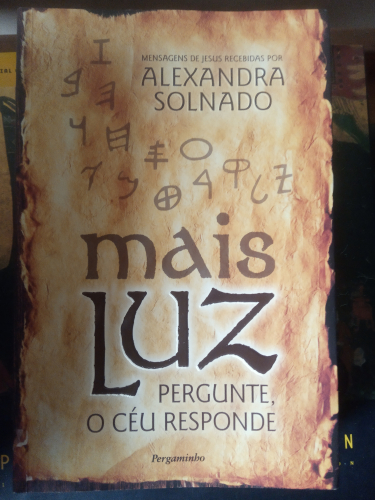 MENSAGENS DE JESUS RECEBIDAS POR
ALEXANDRA
SOLNADO
mais
LUZ
PERGUNTE,
O CÉU RESPONDE
Pergaminho